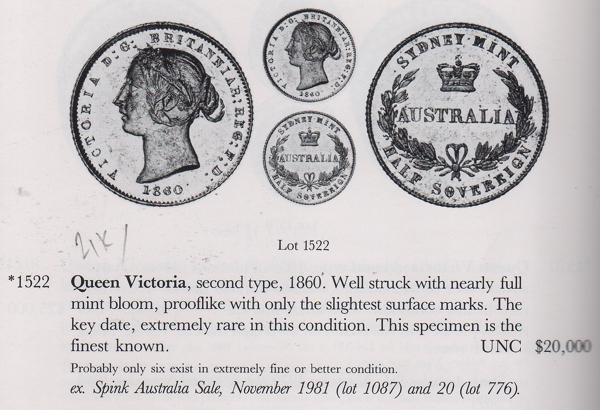 VICTORIA D:G: BRITANNIAR:REG:F:D.
1860
VICTORIA D:G: BRITANNIAR:REG:F:D.
1860
SYDNEY MINT
AUSTRALIA
HALF SOVEREIGN
SYDNEY MINT
AUSTRALIA
HALF SOVEREIGN
21K/
Lot 1522
*1522 Queen Victoria, second type, 1860. Well struck with nearly full
mint bloom, prooflike with only the slightest surface marks. The
key date, extremely rare in this condition. This specimen is the
finest known. UNC $20,000
Probably only six exist in extremely fine or better condition.
ex. Spink Australia Sale, November 1981 (lot 1087) and 20 (lot 776).